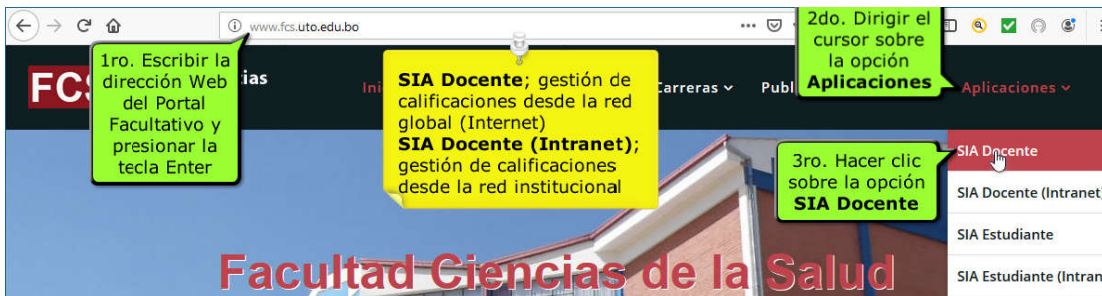 www.fcs.uto.edu.bo
1ro. Escribir la
dirección Web
del Portal
Facultativo y
presionar la
tecla Enter
FCS
SIA Docente; gestión de
calificaciones desde la red
global (Internet)
SIA Docente (Intranet);
gestión de calificaciones
desde la red institucional
Carreras
2do. Dirigir el
cursor sobre
la opción
Aplicaciones
Aplicaciones
3ro. Hacer clic
sobre la opción
SIA Docente
SIA Docente
SIA Docente (Intranet)
SIA Estudiante
SIA Estudiante (Intran
Facultad Ciencias de la Salud